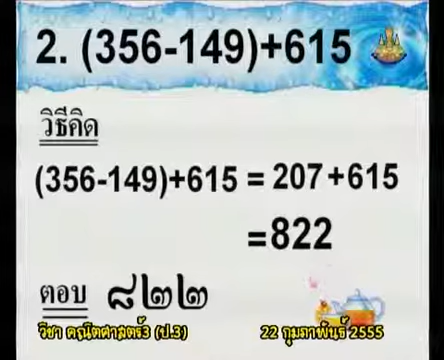 2. (356-149)+615
วิธีคิด
(356-149)+615 = 207+615
=822
ตอบ ๘๒๒
วิชา คณิตศาสตร์3 (ป.3) 22 กุมภาพันธ์ 2555